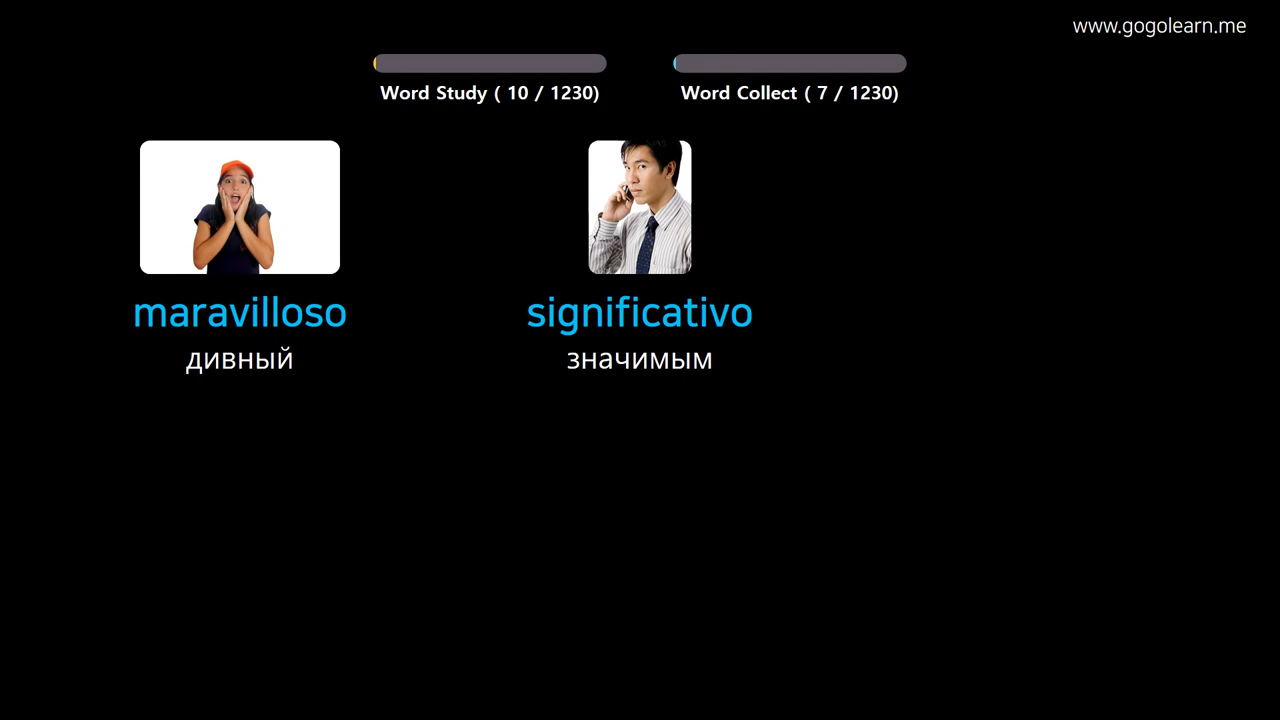 www.gogolearn.me
Word Study ( 10 / 1230)
Word Collect ( 7 / 1230)
maravilloso
significativo
дивный
значимым